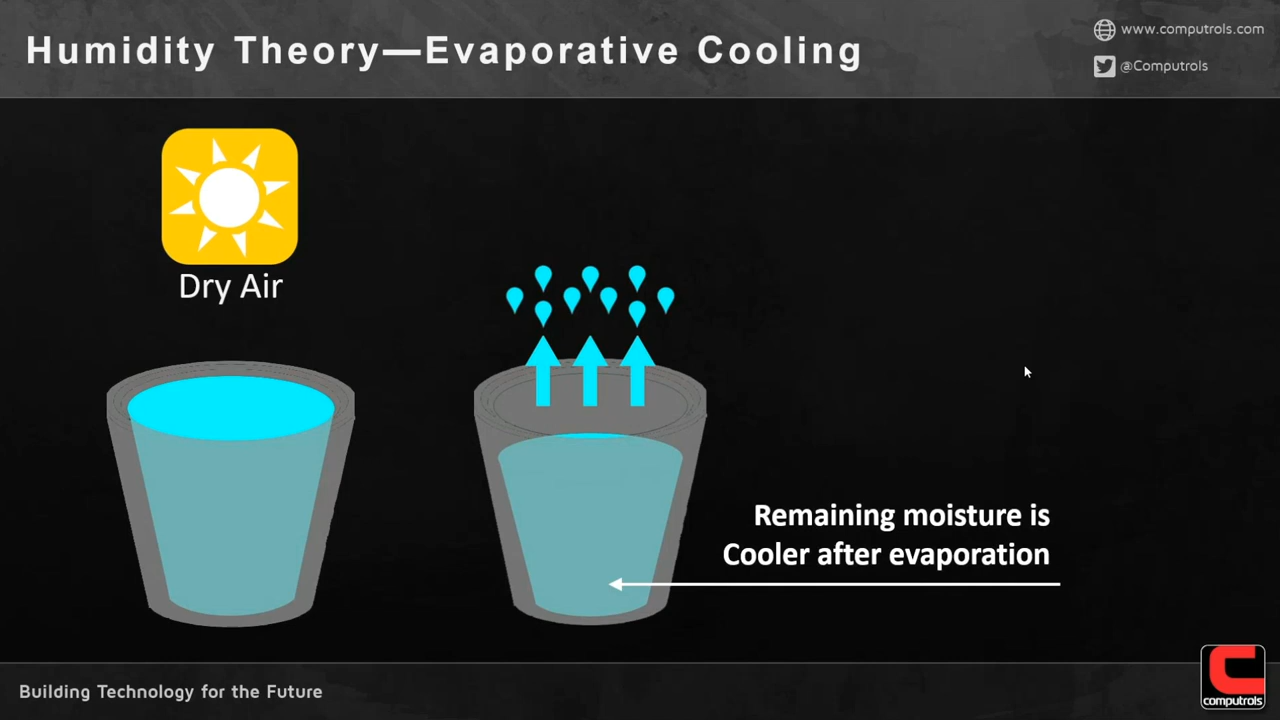 Humidity Theory—Evaporative Cooling
www.computrols.com
@Computrols
Dry Air
Remaining moisture is
Cooler after evaporation
Building Technology for the Future
computrols